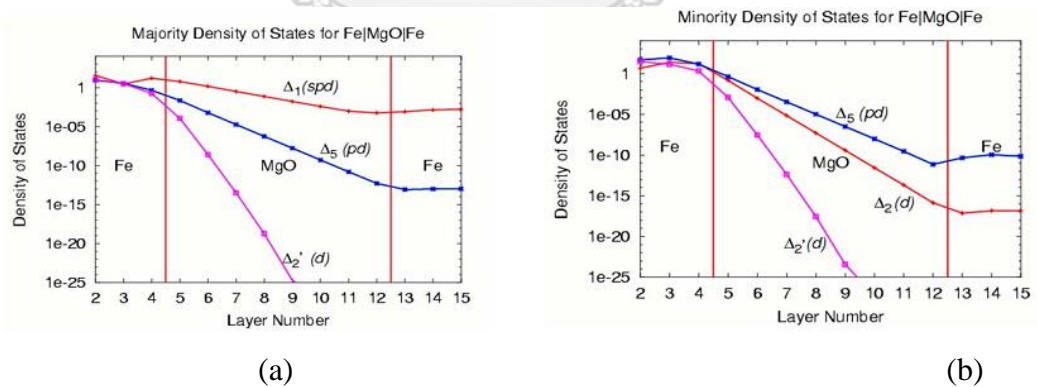 Majority Density of States for Fe|MgO|Fe
Density of States
1
1e-05
1e-10
1e-15
1e-20
1e-25
Δ1(spd)
Δ5(pd)
Fe
MgO
Fe
Δ2'(d)
2 3 4 5 6 7 8 9 10 11 12 13 14 15
Layer Number
(a)
Minority Density of States for Fe|MgO|Fe
Density of States
1
1e-05
1e-10
1e-15
1e-20
1e-25
Δ5(pd)
Fe
MgO
Fe
Δ2(d)
Δ2'(d)
2 3 4 5 6 7 8 9 10 11 12 13 14 15
Layer Number
(b)